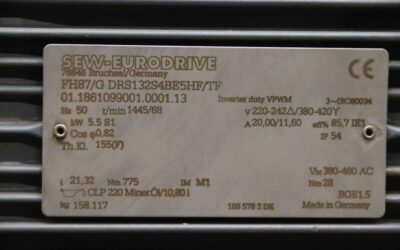 SEW-EURODRIVE
76646 Bruchsal/Germany
FH87/G DRS132S4BE5HF/TF
01.1861099001.0001.13 Inverter duty VPWM 3~IEC60034
Hz 50 r/min 1445/68 V 220-242Δ/380-420Y
kW 5.5 S1 A 20,00/11,60 eff% 85,7 IE1
Cos φ 0,82 IP 54
Th.Kl. 155(F)
Vbr 380-460 AC
i 21,32 Nm 775 IM M1 Nm 28
CLP 220 Miner.Öl/10,80 l BGE1.5
kg 158.117 188 578 2 DE Made in Germany